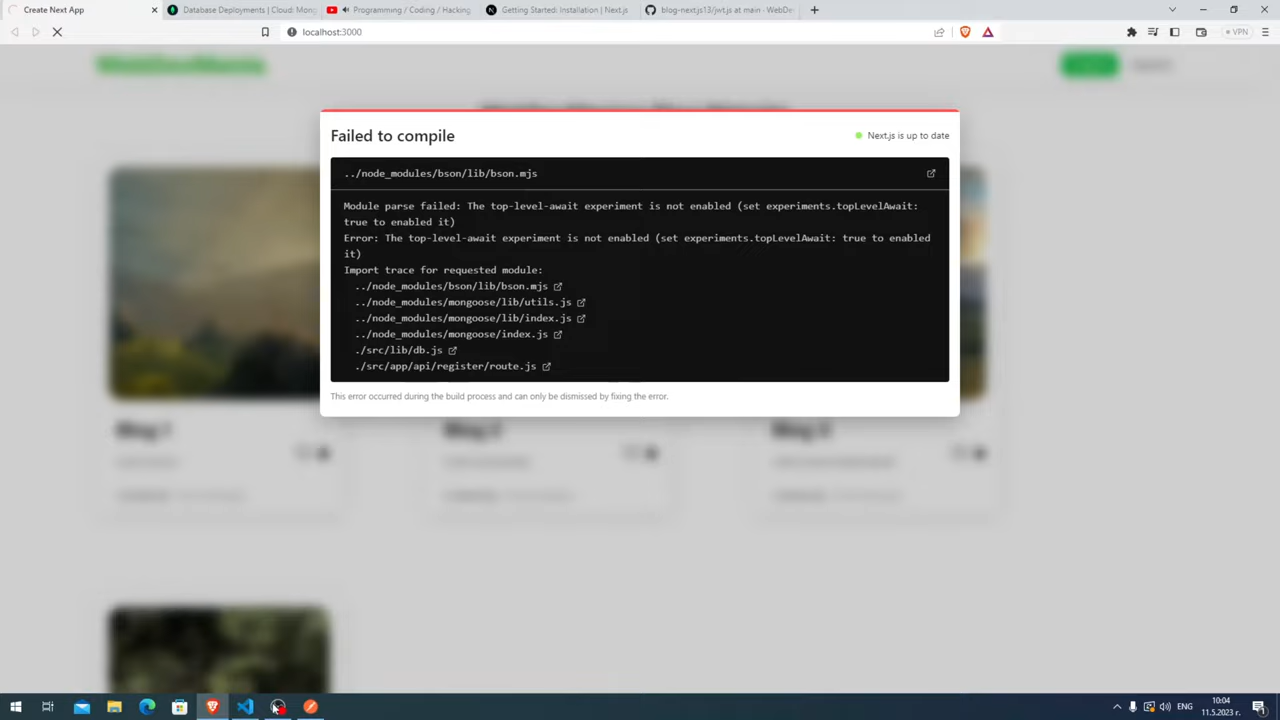 Create Next App
Database Deployments | Cloud: Mong
Programming / Coding / Hacking
Getting Started: Installation | Next.js
blog-nextjs13/jwt.js at main · WebDev
localhost:3000
VPN
Failed to compile
Next.js is up to date
../node_modules/bson/lib/bson.mjs
Module parse failed: The top-level-await experiment is not enabled (set experiments.topLevelAwait:
true to enabled it)
Error: The top-level-await experiment is not enabled (set experiments.topLevelAwait: true to enabled
it)
Import trace for requested module:
../node_modules/bson/lib/bson.mjs
../node_modules/mongoose/lib/utils.js
../node_modules/mongoose/lib/index.js
../node_modules/mongoose/index.js
./src/lib/db.js
./src/app/api/register/route.js
This error occurred during the build process and can only be dismissed by fixing the error.
Blog 1
ENG
10:04
11.5.2023 г.
1